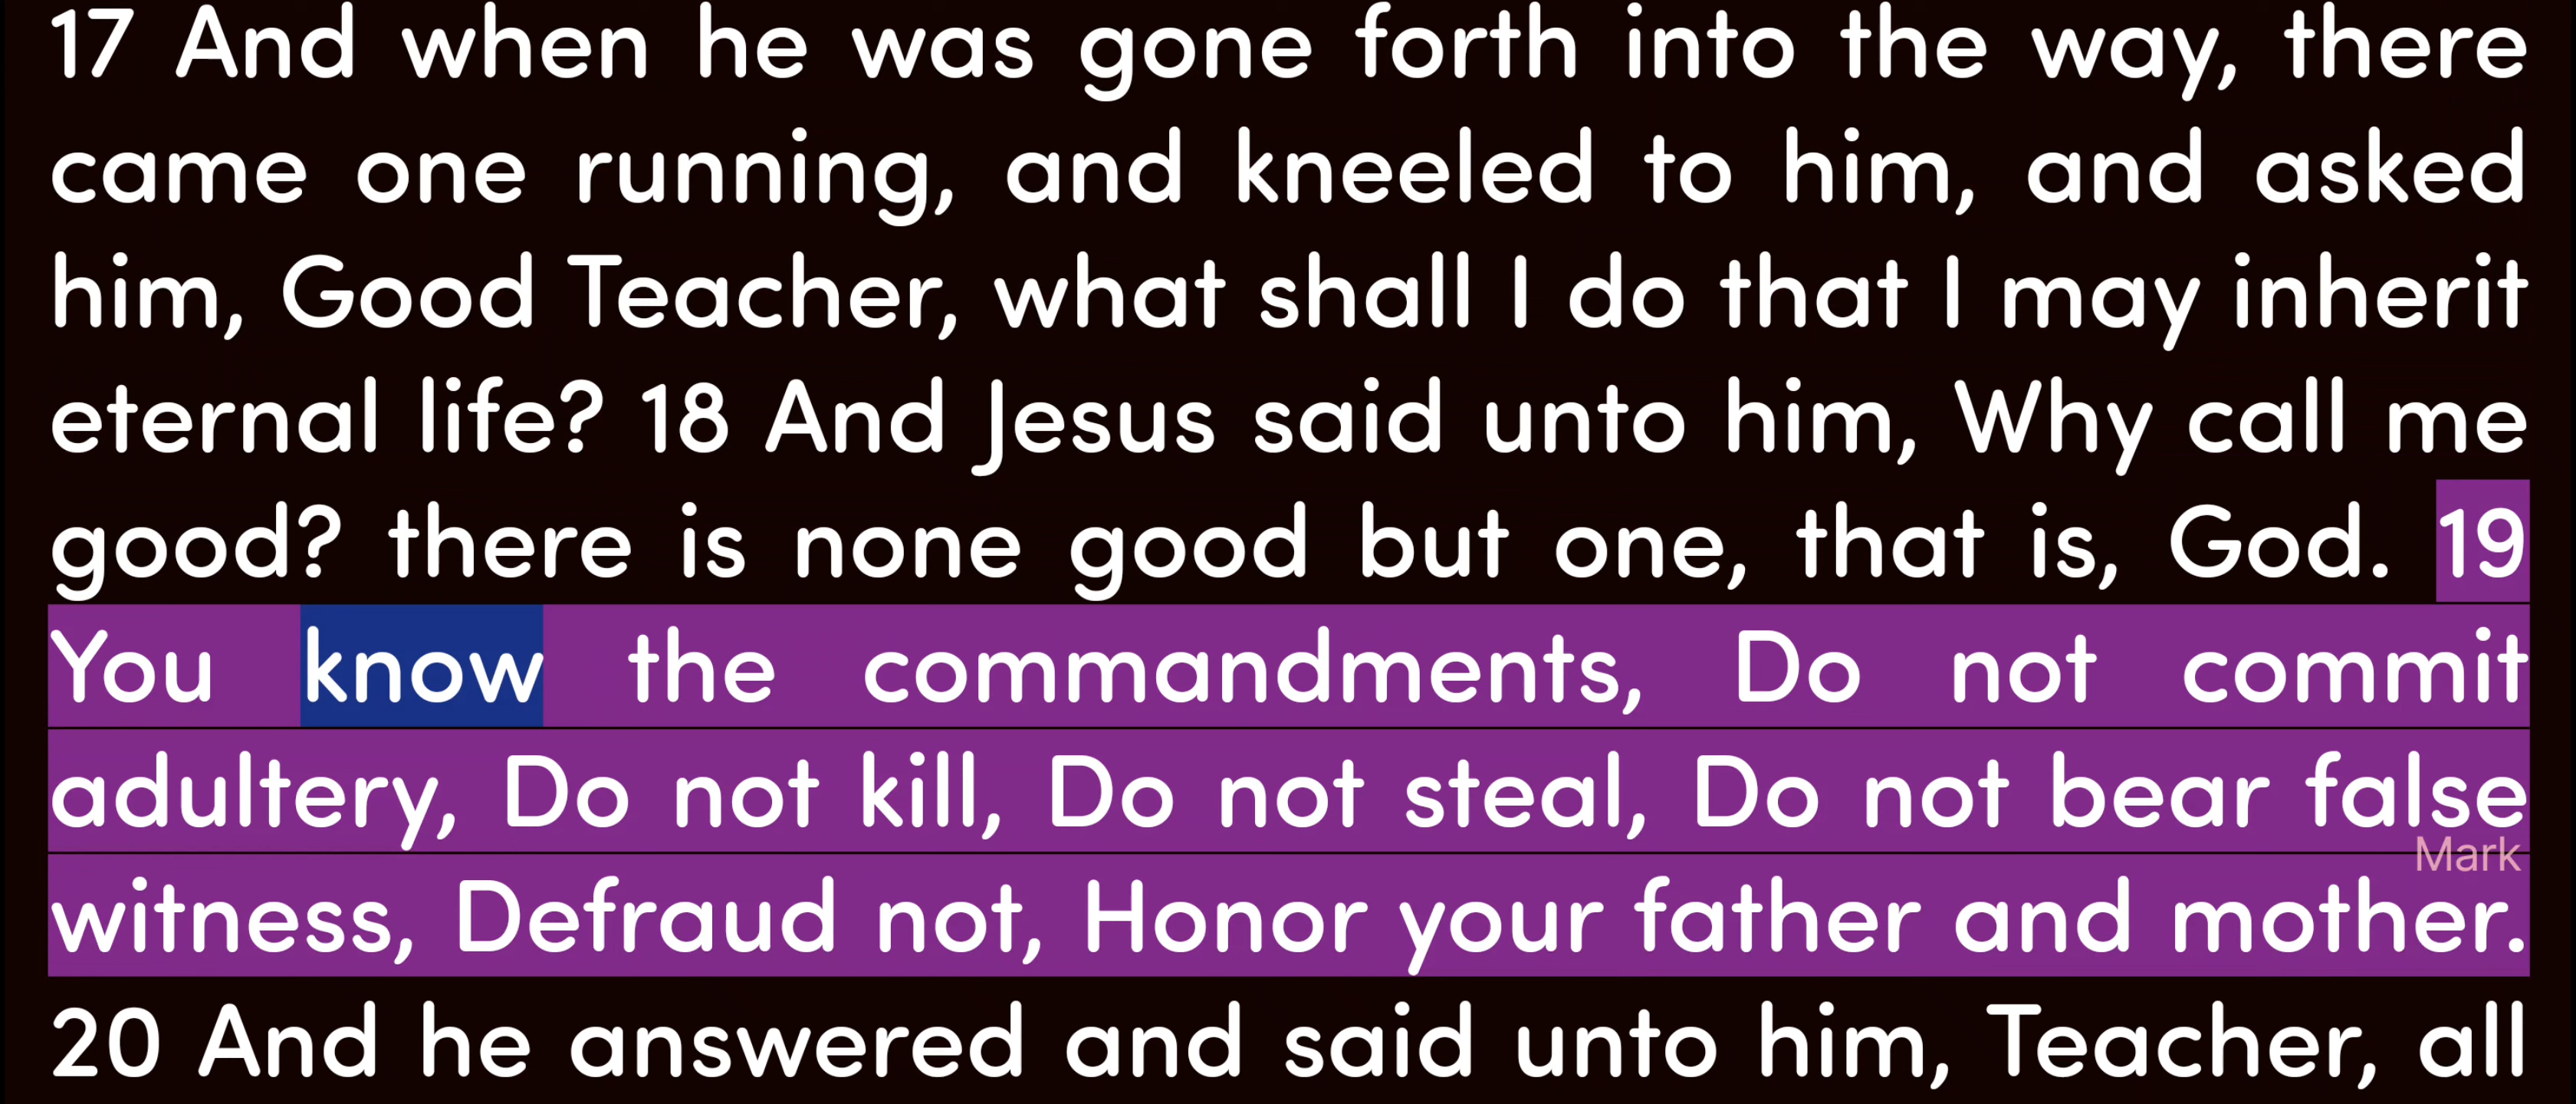 17 And when he was gone forth into the way, there
came one running, and kneeled to him, and asked
him, Good Teacher, what shall I do that I may inherit
eternal life? 18 And Jesus said unto him, Why call me
good? there is none good but one, that is, God. 19
You know the commandments, Do not commit
adultery, Do not kill, Do not steal, Do not bear false
Mark
witness, Defraud not, Honor your father and mother.
20 And he answered and said unto him, Teacher, all